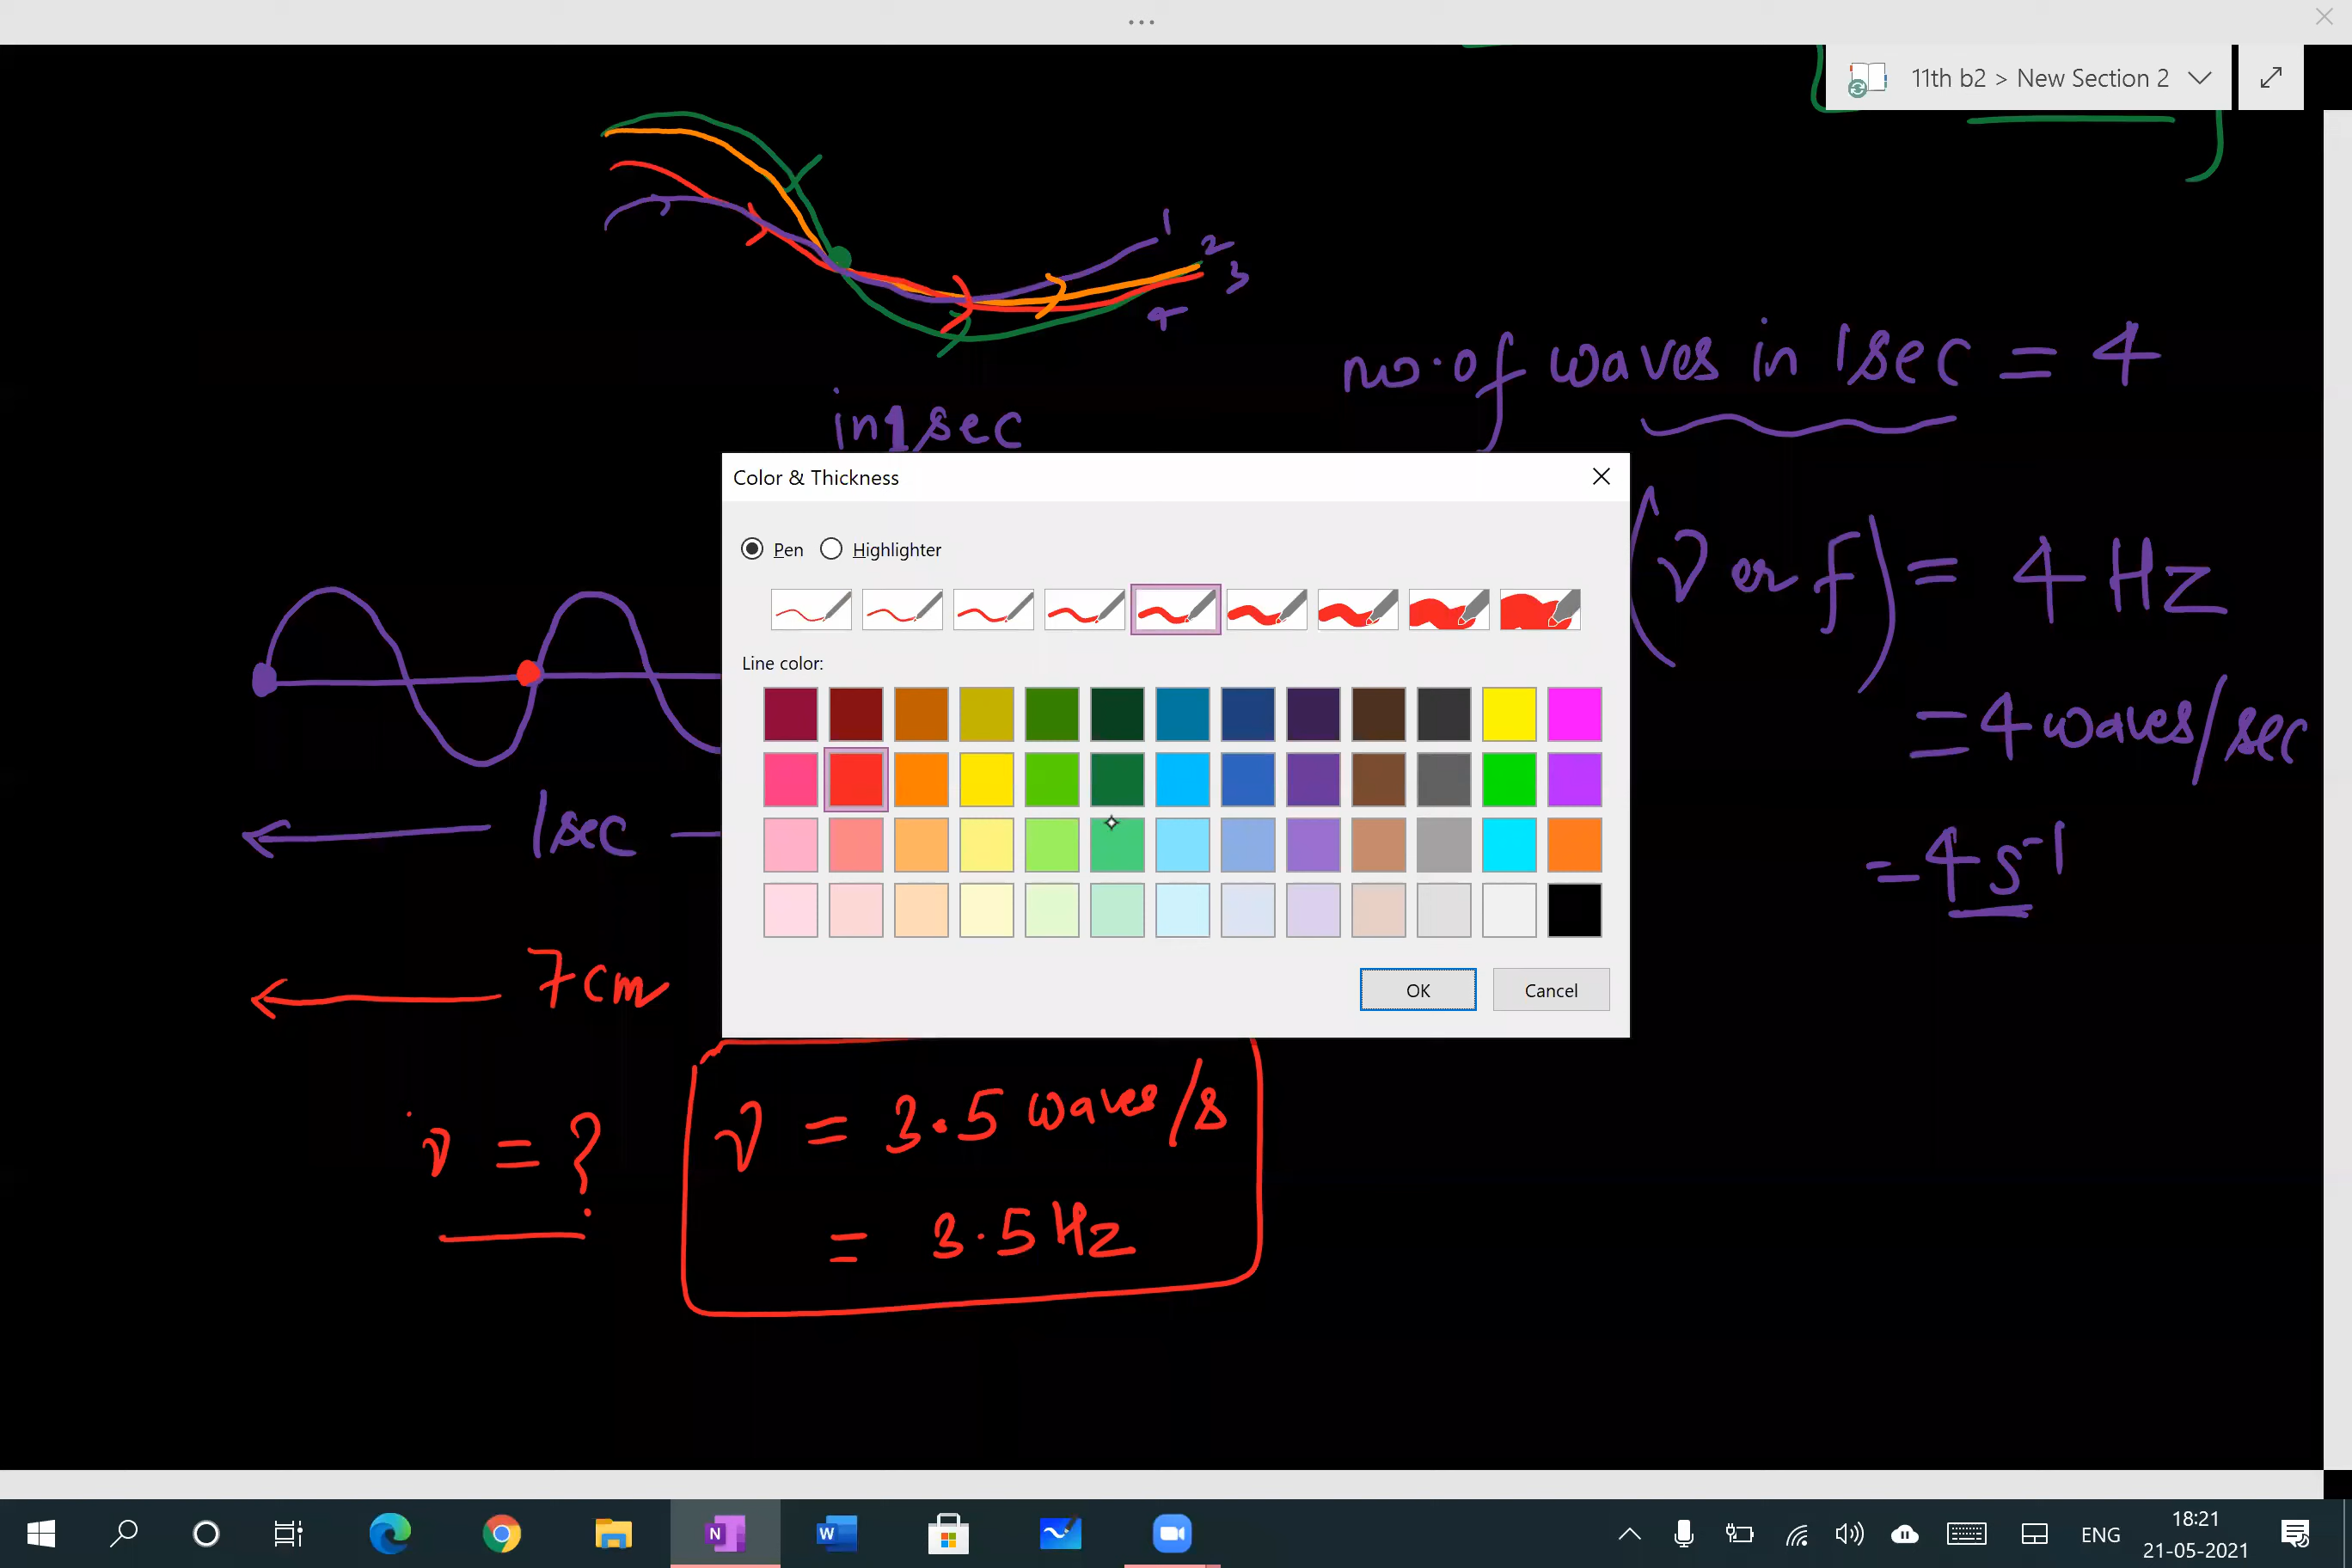 11th b2 > New Section 2
1
2
3
4
in 1 sec
no. of waves in 1sec = 4
Color & Thickness
Pen
Highlighter
Line color:
OK
Cancel
(ν or f) = 4 Hz
= 4 waves/sec
= 4 s⁻¹
1sec
7cm
ν = ?
ν = 3.5 waves/s
= 3.5 Hz
ENG
18:21
21-05-2021